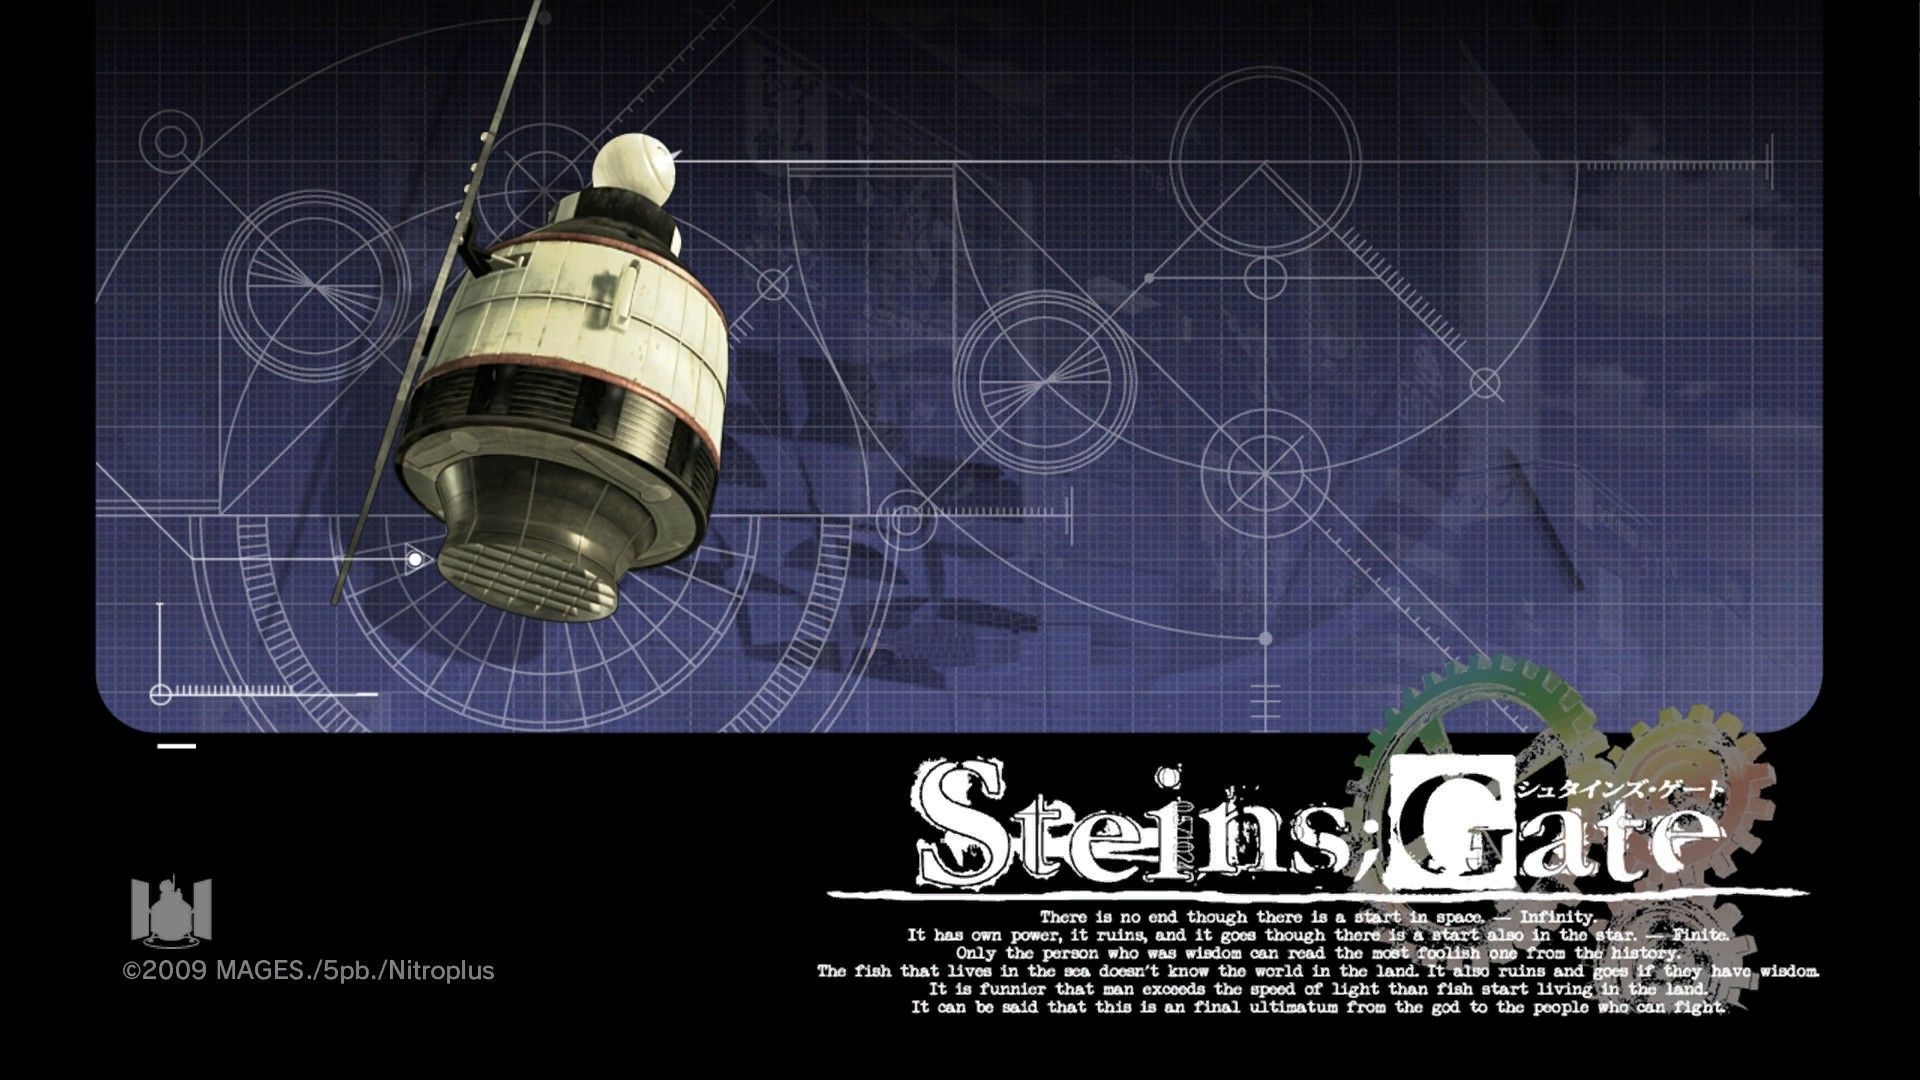 Steins;Gate
シュタインズ・ゲート
0.571024
There is no end though there is a start in space. — Infinity.
It has own power, it ruins, and it goes though there is a start also in the star. — Finite.
Only the person who was wisdom can read the most foolish one from the history.
The fish that lives in the sea doesn't know the world in the land. It also ruins and goes if they have wisdom.
It is funnier that man exceeds the speed of light than fish start living in the land.
It can be said that this is an final ultimatum from the god to the people who can fight.
©2009 MAGES./5pb./Nitroplus